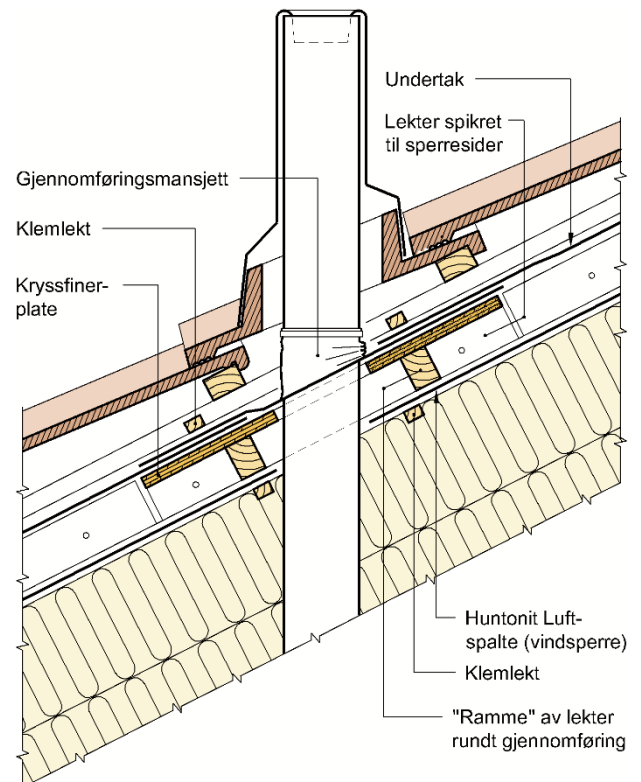 Undertak
Lekter spikret
til sperresider
Gjennomføringsmansjett
Klemlekt
Kryssfiner-
plate
Huntonit Luft-
spalte (vindsperre)
Klemlekt
"Ramme" av lekter
rundt gjennomføring